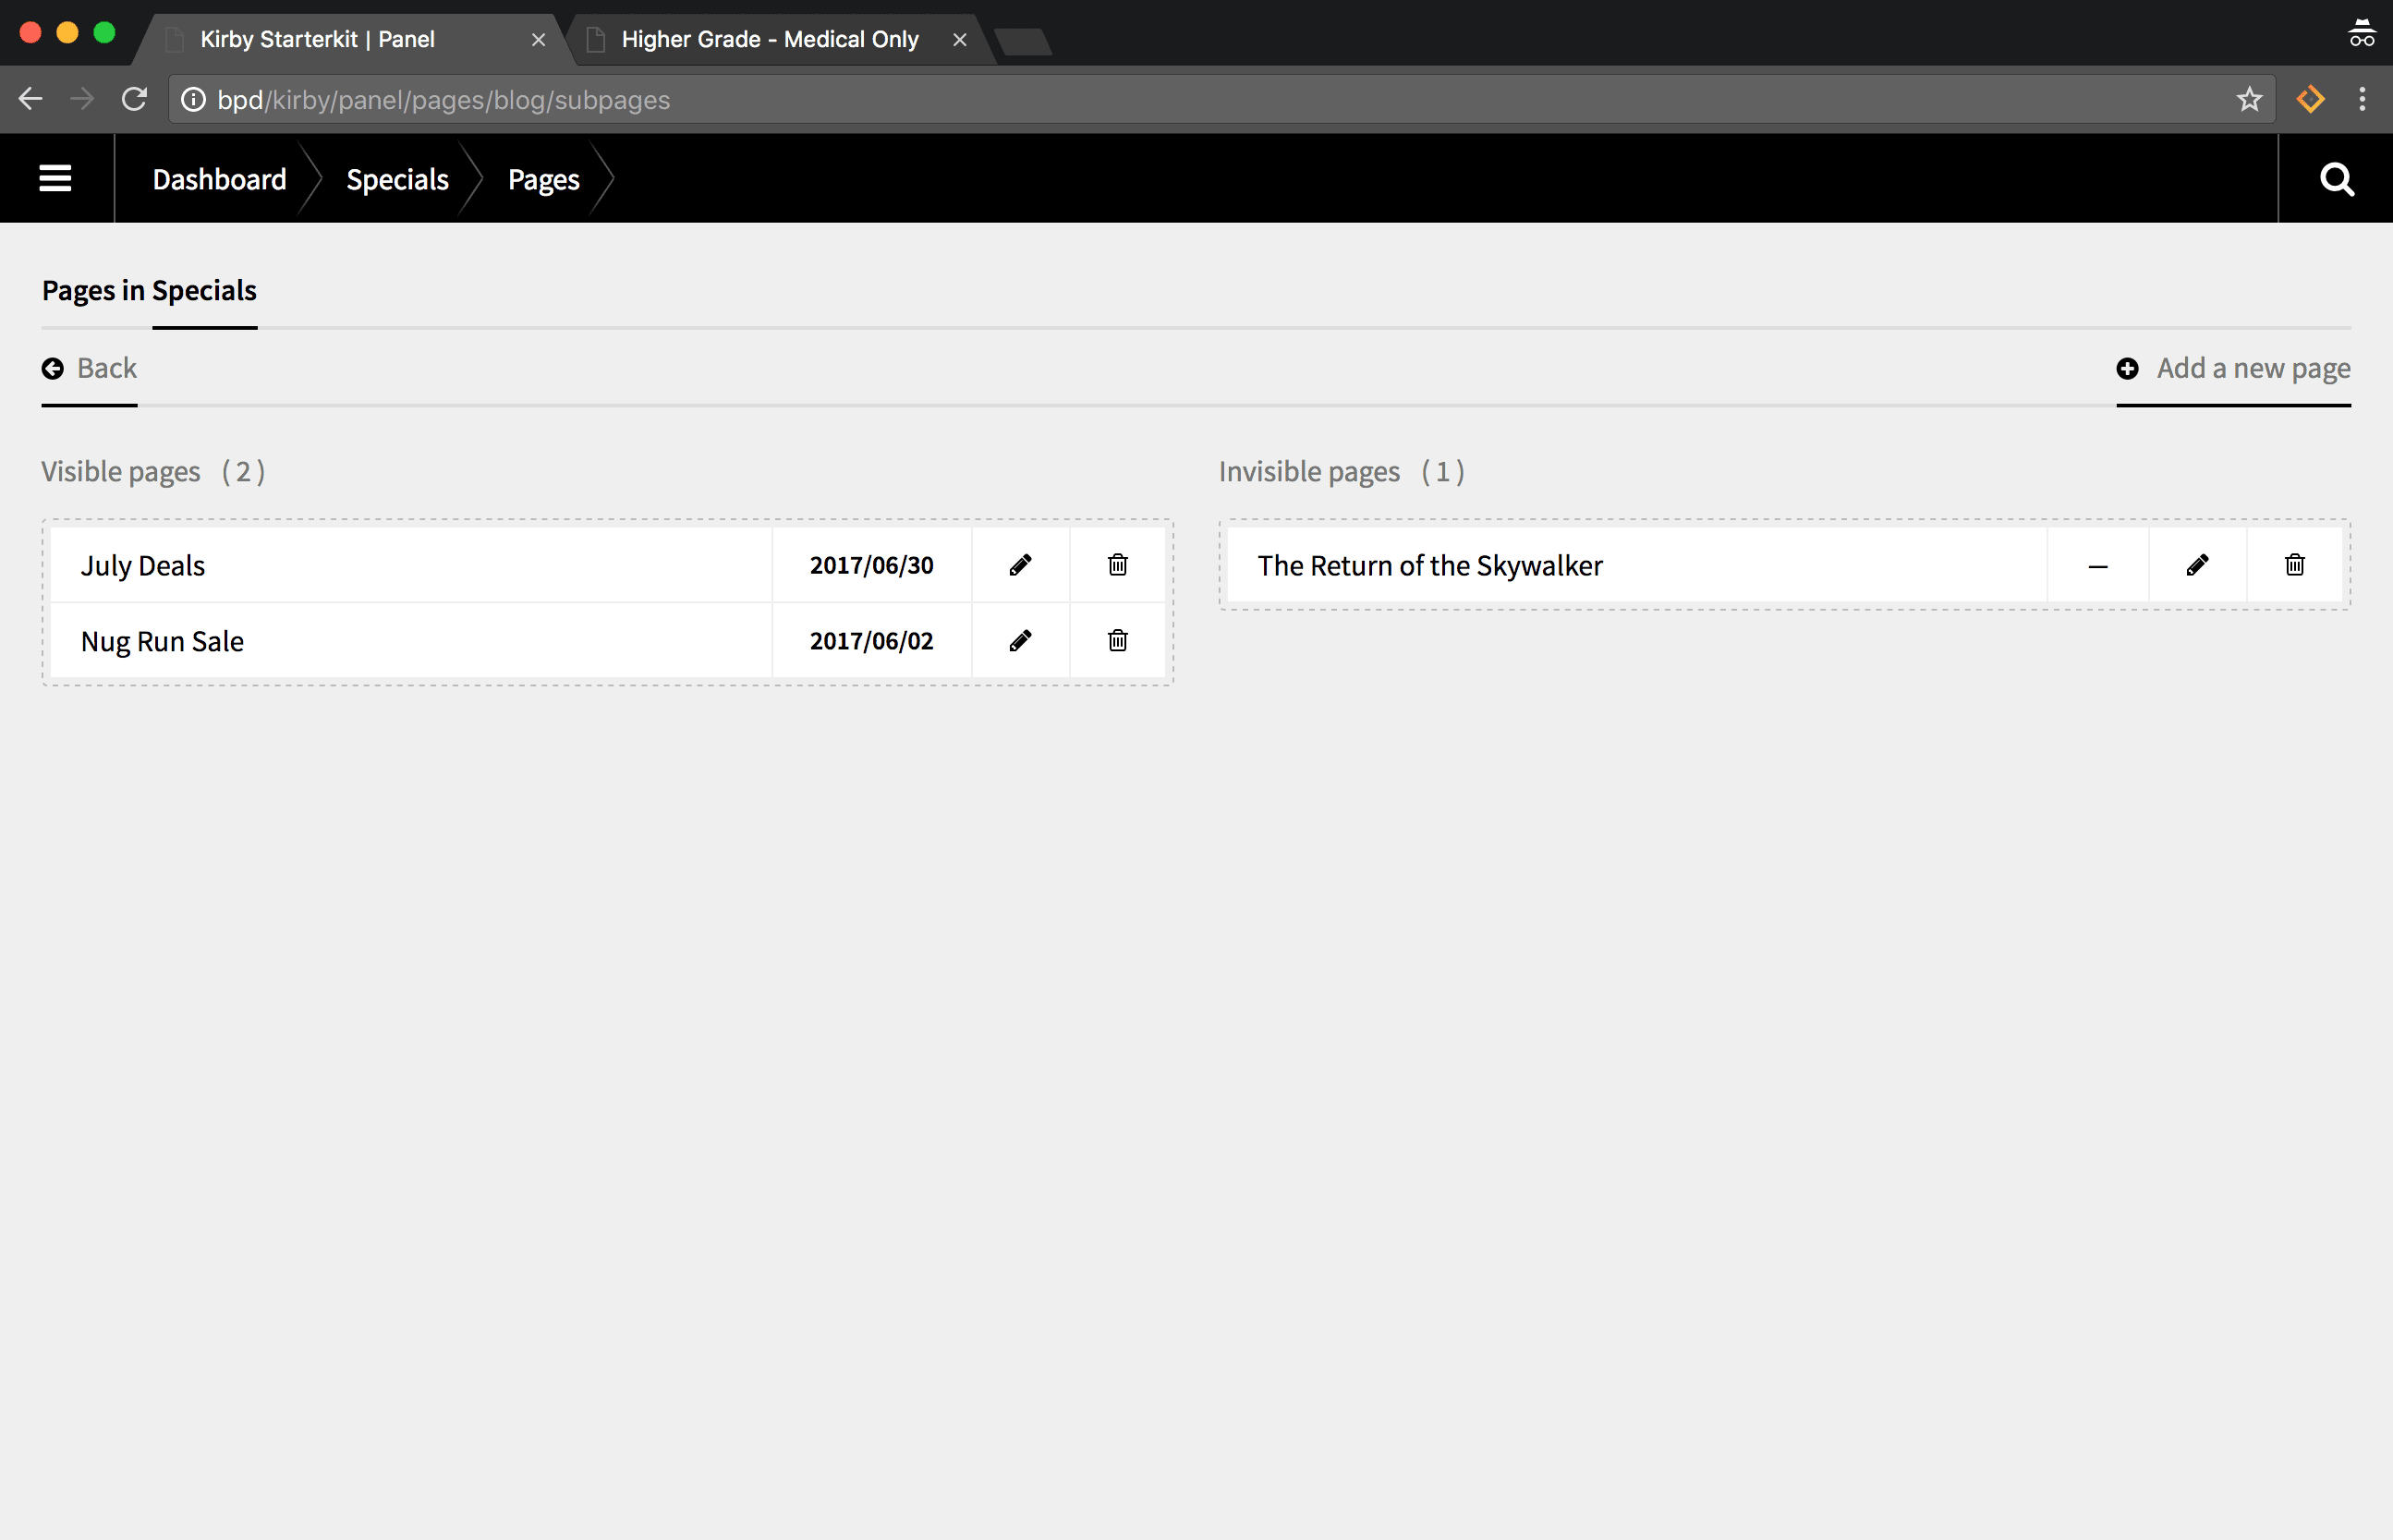 Kirby Starterkit | Panel
Higher Grade - Medical Only
bpd/kirby/panel/pages/blog/subpages
Dashboard Specials Pages
Pages in Specials
Back
Add a new page
Visible pages ( 2 )
July Deals 2017/06/30
Nug Run Sale 2017/06/02
Invisible pages ( 1 )
The Return of the Skywalker —